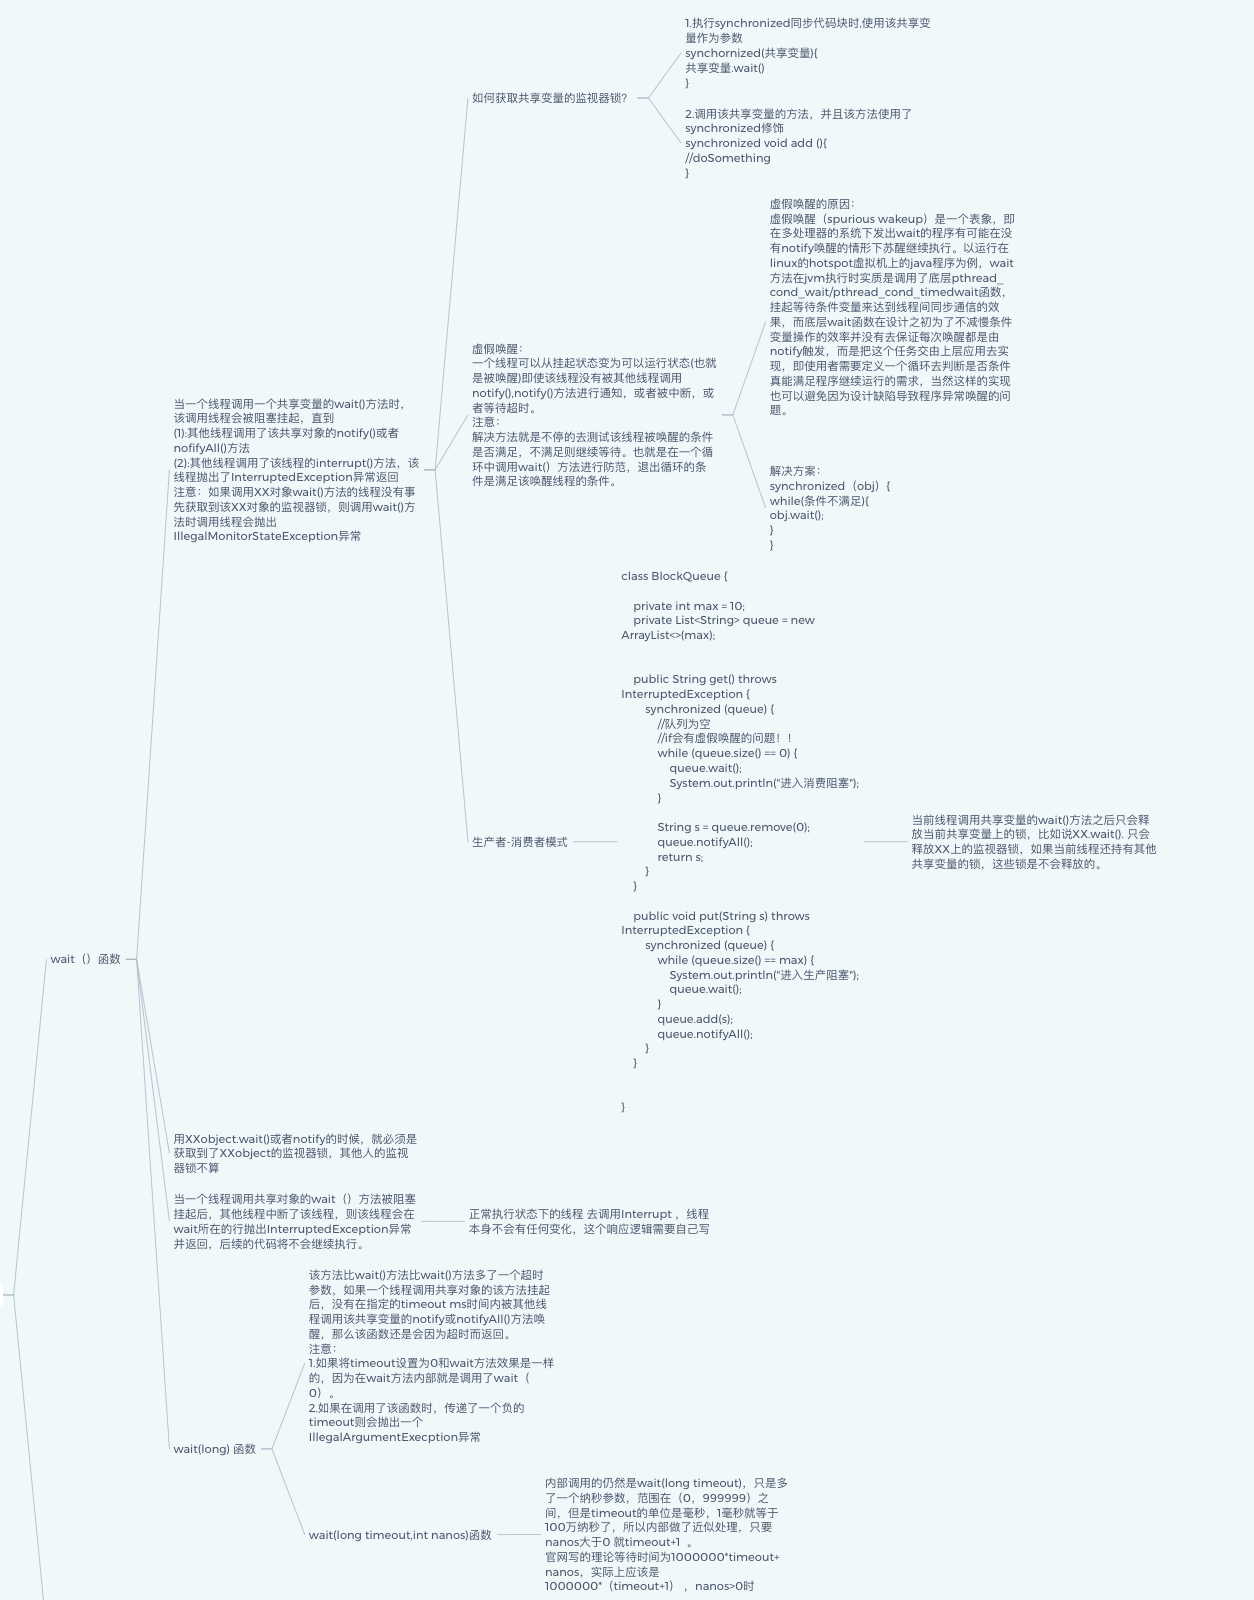 1.执行synchronized同步代码块时,使用该共享变
量作为参数
synchornized(共享变量){
共享变量.wait()
}
如何获取共享变量的监视器锁？
2.调用该共享变量的方法，并且该方法使用了
synchronized修饰
synchronized void add (){
//doSomething
}
虚假唤醒的原因：
虚假唤醒（spurious wakeup）是一个表象，即
在多处理器的系统下发出wait的程序有可能在没
有notify唤醒的情形下苏醒继续执行。以运行在
linux的hotspot虚拟机上的java程序为例，wait
方法在jvm执行时实质是调用了底层pthread_
cond_wait/pthread_cond_timedwait函数，
挂起等待条件变量来达到线程间同步通信的效
果，而底层wait函数在设计之初为了不减慢条件
变量操作的效率并没有去保证每次唤醒都是由
notify触发，而是把这个任务交由上层应用去实
现，即使用者需要定义一个循环去判断是否条件
真能满足程序继续运行的需求，当然这样的实现
也可以避免因为设计缺陷导致程序异常唤醒的问
题。
虚假唤醒：
一个线程可以从挂起状态变为可以运行状态(也就
是被唤醒)即使该线程没有被其他线程调用
notify(),notify()方法进行通知，或者被中断，或
者等待超时。
注意：
解决方法就是不停的去测试该线程被唤醒的条件
是否满足，不满足则继续等待。也就是在一个循
环中调用wait(）方法进行防范，退出循环的条
件是满足该唤醒线程的条件。
解决方案：
synchronized（obj）{
while(条件不满足){
obj.wait();
}
}
当一个线程调用一个共享变量的wait()方法时，
该调用线程会被阻塞挂起，直到
(1):其他线程调用了该共享对象的notify()或者
nofifyAll()方法
(2):其他线程调用了该线程的interrupt()方法，该
线程抛出了InterruptedException异常返回
注意：如果调用XX对象wait()方法的线程没有事
先获取到该XX对象的监视器锁，则调用wait()方
法时调用线程会抛出
IllegalMonitorStateException异常
class BlockQueue {
private int max = 10;
private List<String> queue = new
ArrayList<>(max);
public String get() throws
InterruptedException {
synchronized (queue) {
//队列为空
//if会有虚假唤醒的问题！！
while (queue.size() == 0) {
queue.wait();
System.out.println("进入消费阻塞");
}
String s = queue.remove(0);
queue.notifyAll();
return s;
}
}
public void put(String s) throws
InterruptedException {
synchronized (queue) {
while (queue.size() == max) {
System.out.println("进入生产阻塞");
queue.wait();
}
queue.add(s);
queue.notifyAll();
}
}
}
生产者-消费者模式
当前线程调用共享变量的wait()方法之后只会释
放当前共享变量上的锁，比如说XX.wait(). 只会
释放XX上的监视器锁，如果当前线程还持有其他
共享变量的锁，这些锁是不会释放的。
wait（）函数
用XXobject.wait()或者notify的时候，就必须是
获取到了XXobject的监视器锁，其他人的监视
器锁不算
当一个线程调用共享对象的wait（）方法被阻塞
挂起后，其他线程中断了该线程，则该线程会在
wait所在的行抛出InterruptedException异常
并返回，后续的代码将不会继续执行。
正常执行状态下的线程 去调用Interrupt ，线程
本身不会有任何变化，这个响应逻辑需要自己写
该方法比wait()方法比wait()方法多了一个超时
参数，如果一个线程调用共享对象的该方法挂起
后，没有在指定的timeout ms时间内被其他线
程调用该共享变量的notify或notifyAll()方法唤
醒，那么该函数还是会因为超时而返回。
注意：
1.如果将timeout设置为0和wait方法效果是一样
的，因为在wait方法内部就是调用了wait（
0）。
2.如果在调用了该函数时，传递了一个负的
timeout则会抛出一个
IllegalArgumentExecption异常
wait(long) 函数
wait(long timeout,int nanos)函数
内部调用的仍然是wait(long timeout)，只是多
了一个纳秒参数，范围在（0，999999）之
间，但是timeout的单位是毫秒，1毫秒就等于
100万纳秒了，所以内部做了近似处理，只要
nanos大于0 就timeout+1 。
官网写的理论等待时间为1000000*timeout+
nanos，实际上应该是
1000000*（timeout+1），nanos>0时